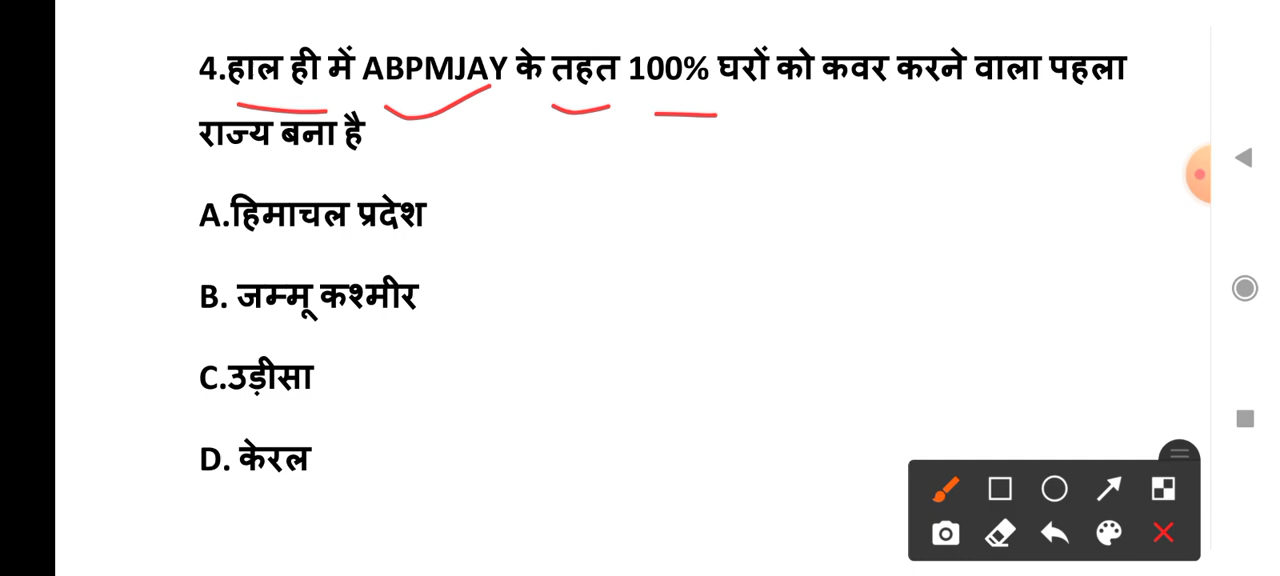 4.हाल ही में ABPMJAY के तहत 100% घरों को कवर करने वाला पहला
राज्य बना है
A.हिमाचल प्रदेश
B. जम्मू कश्मीर
C.उड़ीसा
D. केरल